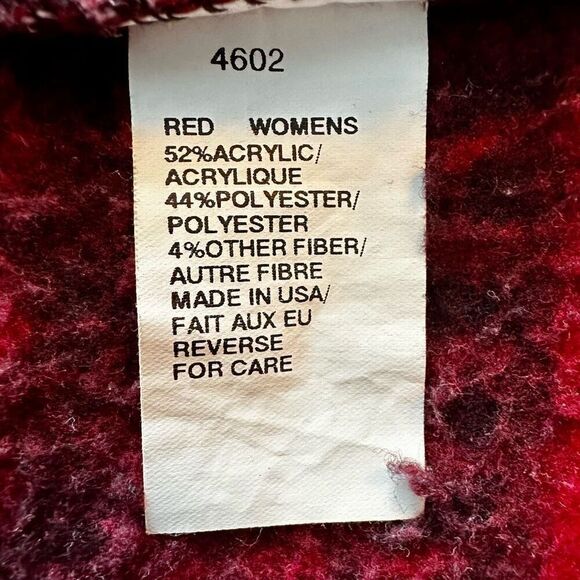 4602
RED WOMENS
52%ACRYLIC/
ACRYLIQUE
44%POLYESTER/
POLYESTER
4%OTHER FIBER/
AUTRE FIBRE
MADE IN USA/
FAIT AUX EU
REVERSE
FOR CARE